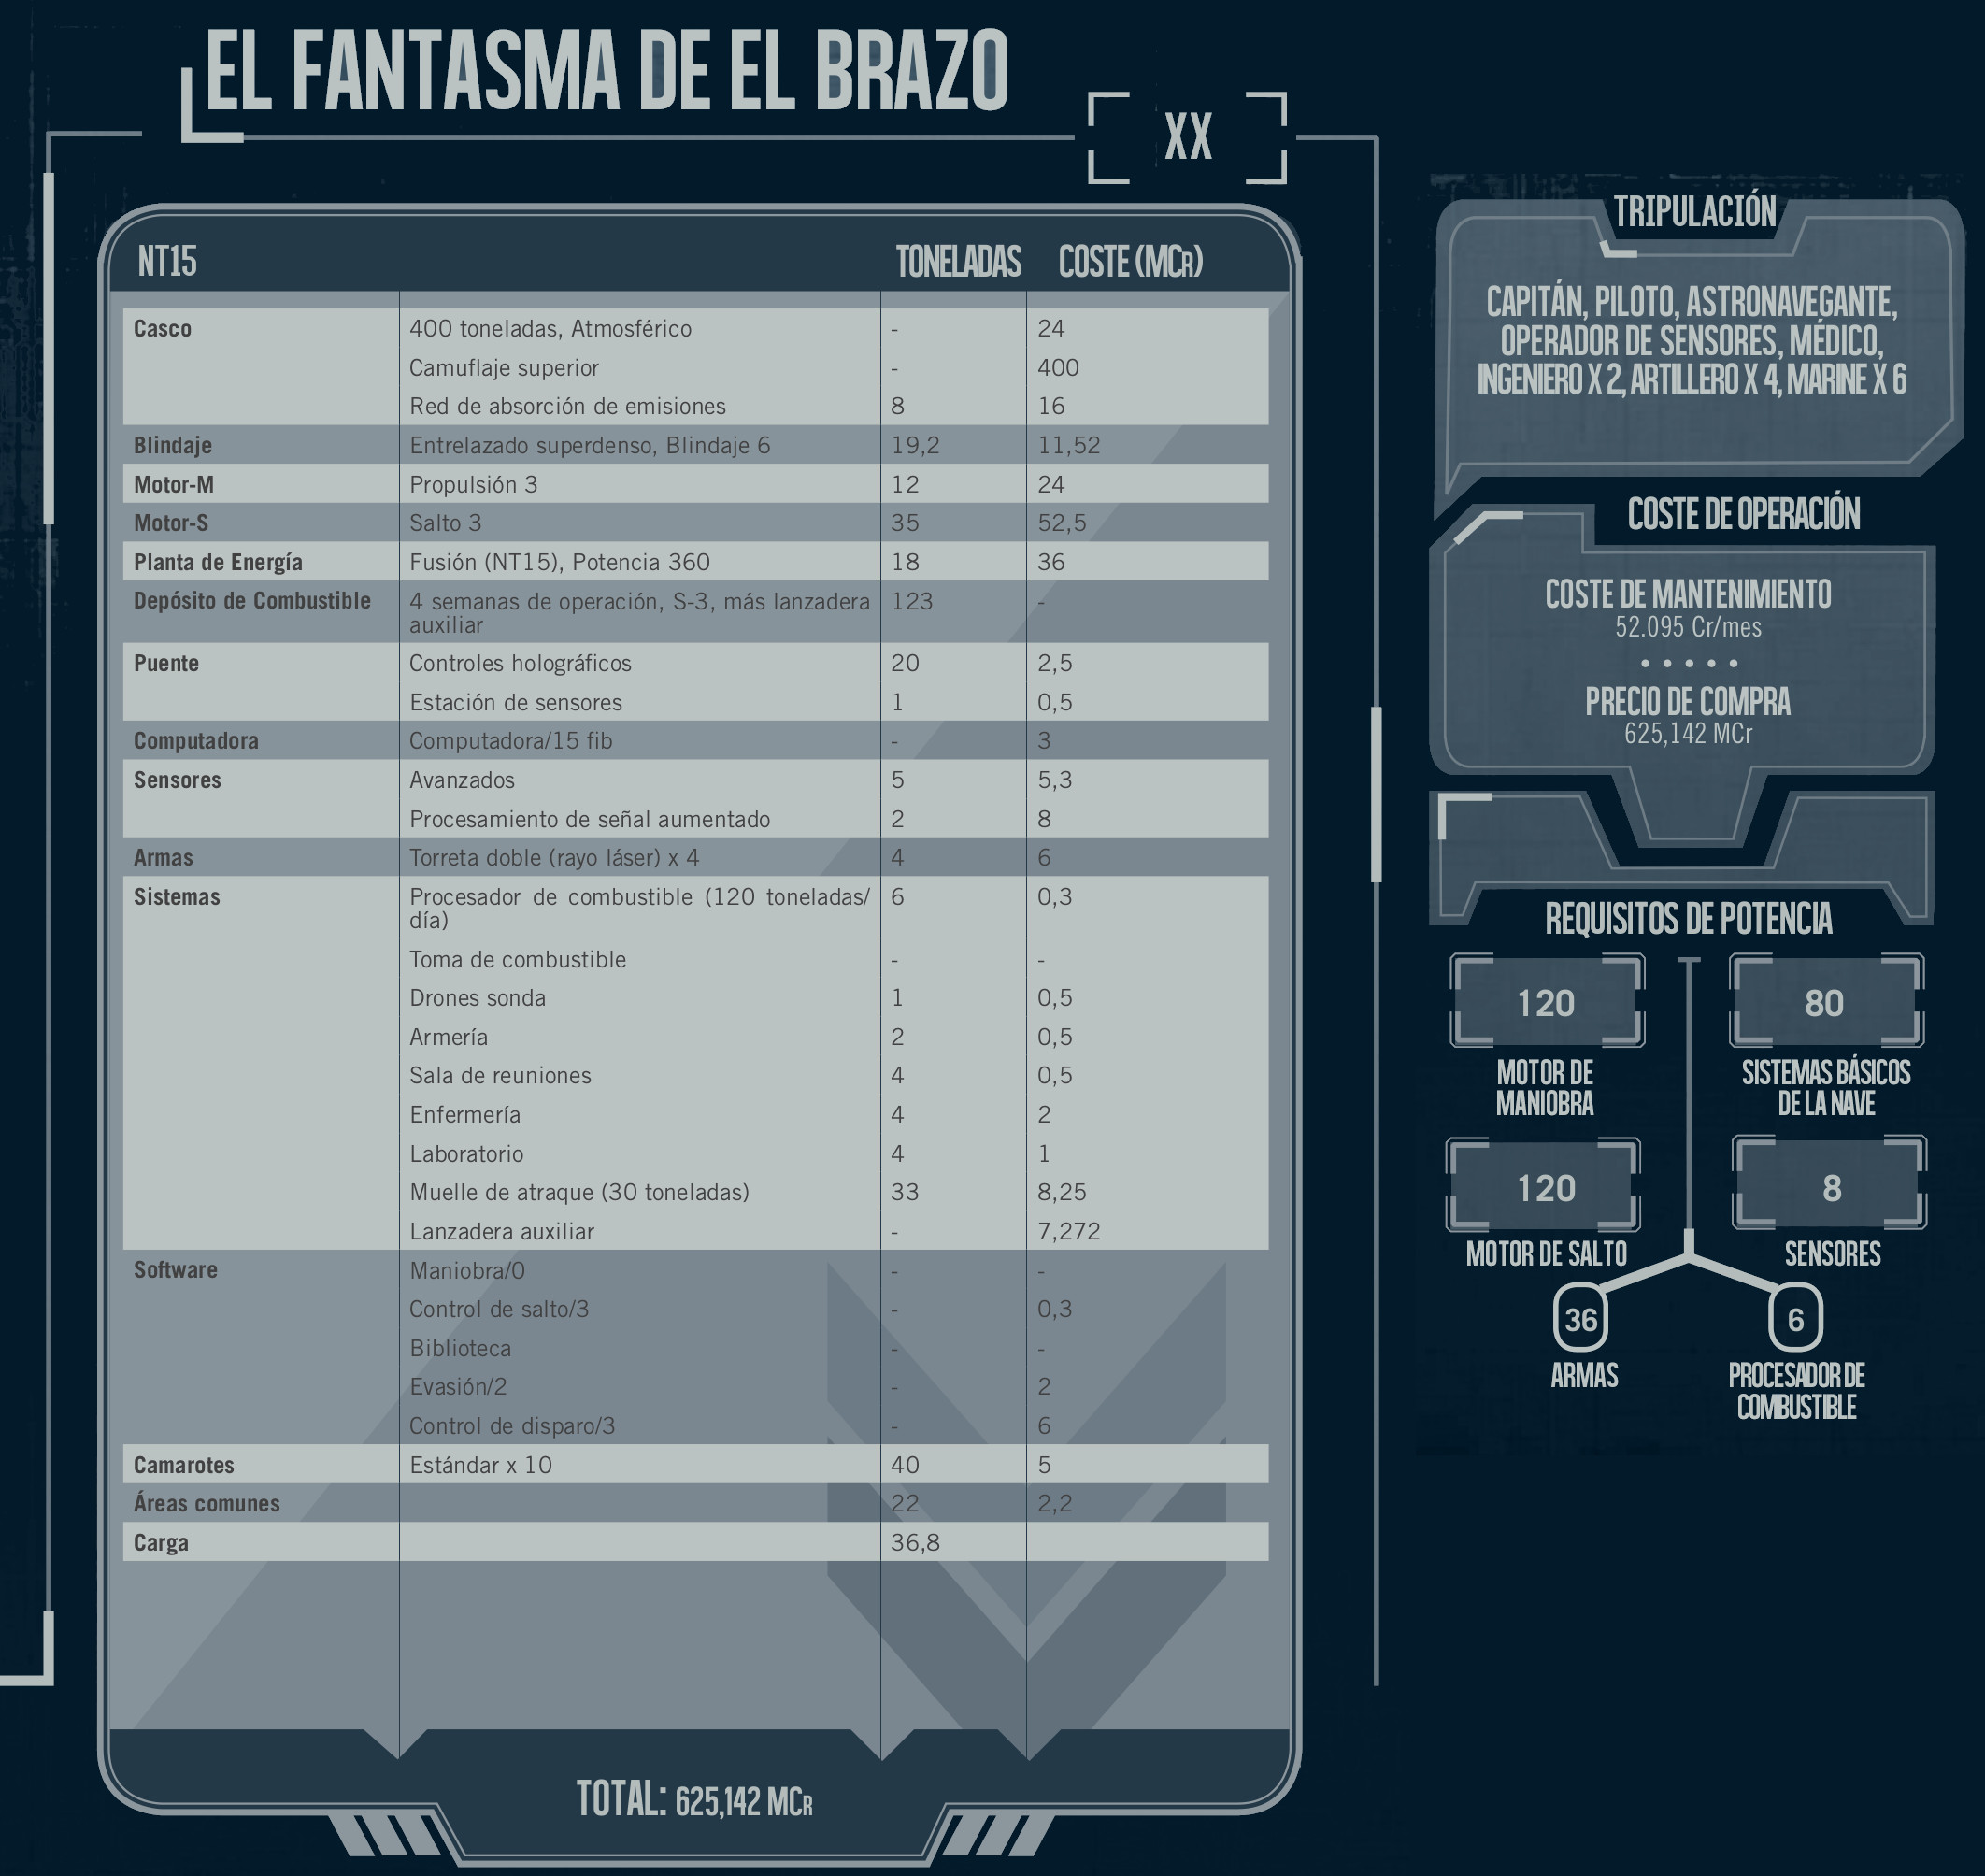 EL FANTASMA DE EL BRAZO
XX
NT15 TONELADAS COSTE (MCR)
Casco 400 toneladas, Atmosférico - 24
Camuflaje superior - 400
Red de absorción de emisiones 8 16
Blindaje Entrelazado superdenso, Blindaje 6 19,2 11,52
Motor-M Propulsión 3 12 24
Motor-S Salto 3 35 52,5
Planta de Energía Fusión (NT15), Potencia 360 18 36
Depósito de Combustible 4 semanas de operación, S-3, más lanzadera 123 -
auxiliar
Puente Controles holográficos 20 2,5
Estación de sensores 1 0,5
Computadora Computadora/15 fib - 3
Sensores Avanzados 5 5,3
Procesamiento de señal aumentado 2 8
Armas Torreta doble (rayo láser) x 4 4 6
Sistemas Procesador de combustible (120 toneladas/ 6 0,3
día)
Toma de combustible - -
Drones sonda 1 0,5
Armería 2 0,5
Sala de reuniones 4 0,5
Enfermería 4 2
Laboratorio 4 1
Muelle de atraque (30 toneladas) 33 8,25
Lanzadera auxiliar - 7,272
Software Maniobra/0 - -
Control de salto/3 - 0,3
Biblioteca - -
Evasión/2 - 2
Control de disparo/3 - 6
Camarotes Estándar x 10 40 5
Áreas comunes 22 2,2
Carga 36,8
TOTAL: 625,142 MCR
TRIPULACIÓN
CAPITÁN, PILOTO, ASTRONAVEGANTE,
OPERADOR DE SENSORES, MÉDICO,
INGENIERO X 2, ARTILLERO X 4, MARINE X 6
COSTE DE OPERACIÓN
COSTE DE MANTENIMIENTO
52.095 Cr/mes
• • • • •
PRECIO DE COMPRA
625,142 MCr
REQUISITOS DE POTENCIA
120
MOTOR DE
MANIOBRA
80
SISTEMAS BÁSICOS
DE LA NAVE
120
MOTOR DE SALTO
8
SENSORES
36
ARMAS
6
PROCESADOR DE
COMBUSTIBLE